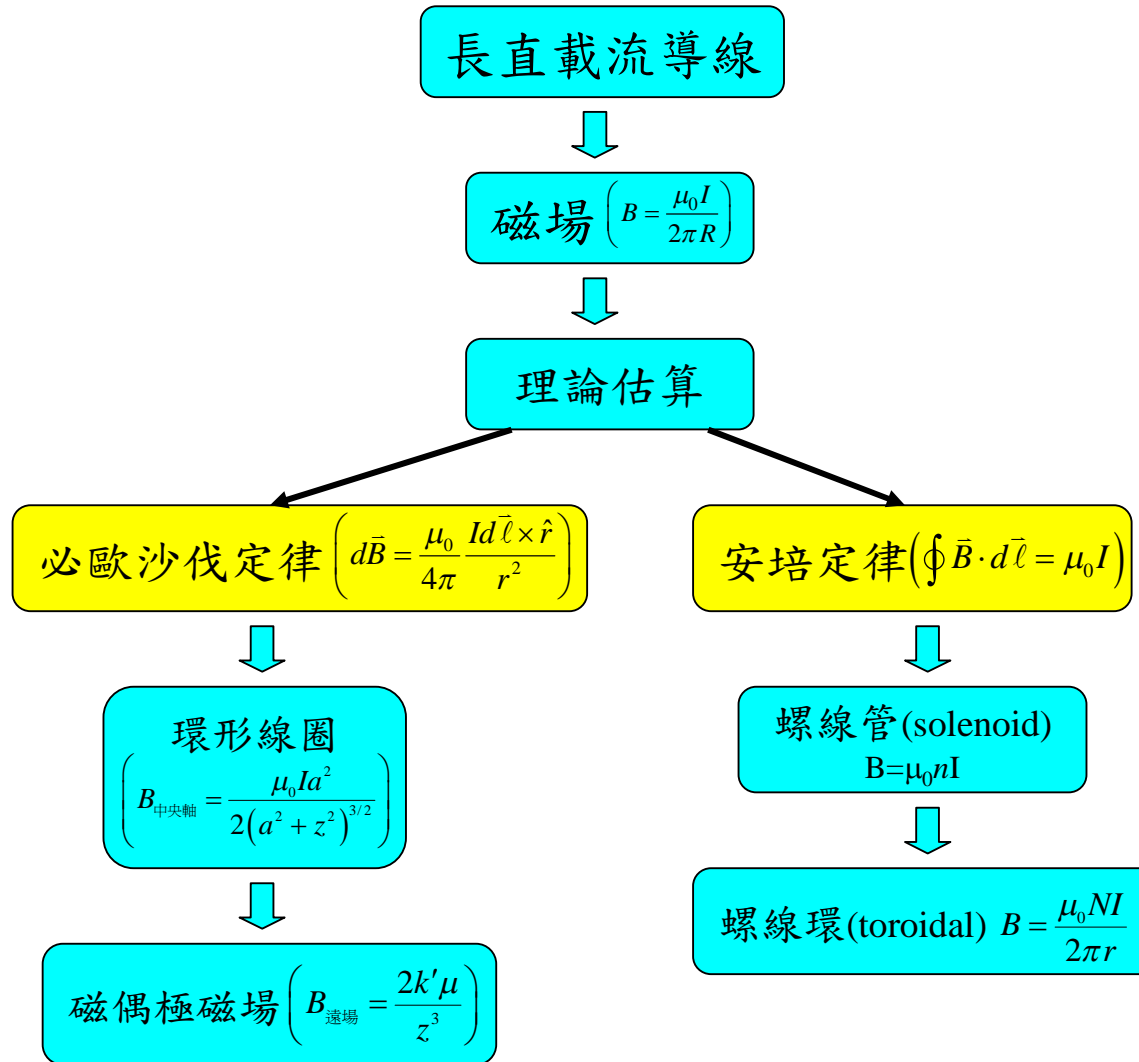 長直載流導線
磁場 (B = μ₀I / 2πR)
理論估算
必歐沙伐定律 (dB⃗ = μ₀/4π Idℓ⃗ × r̂ / r²)
安培定律(∮B⃗ · dℓ⃗ = μ₀I)
環形線圈
(B中央軸 = μ₀Ia² / 2(a² + z²)^3/2)
磁偶極磁場 (B遠場 = 2k′μ / z³)
螺線管(solenoid)
B=μ₀nI
螺線環(toroidal) B = μ₀NI / 2πr